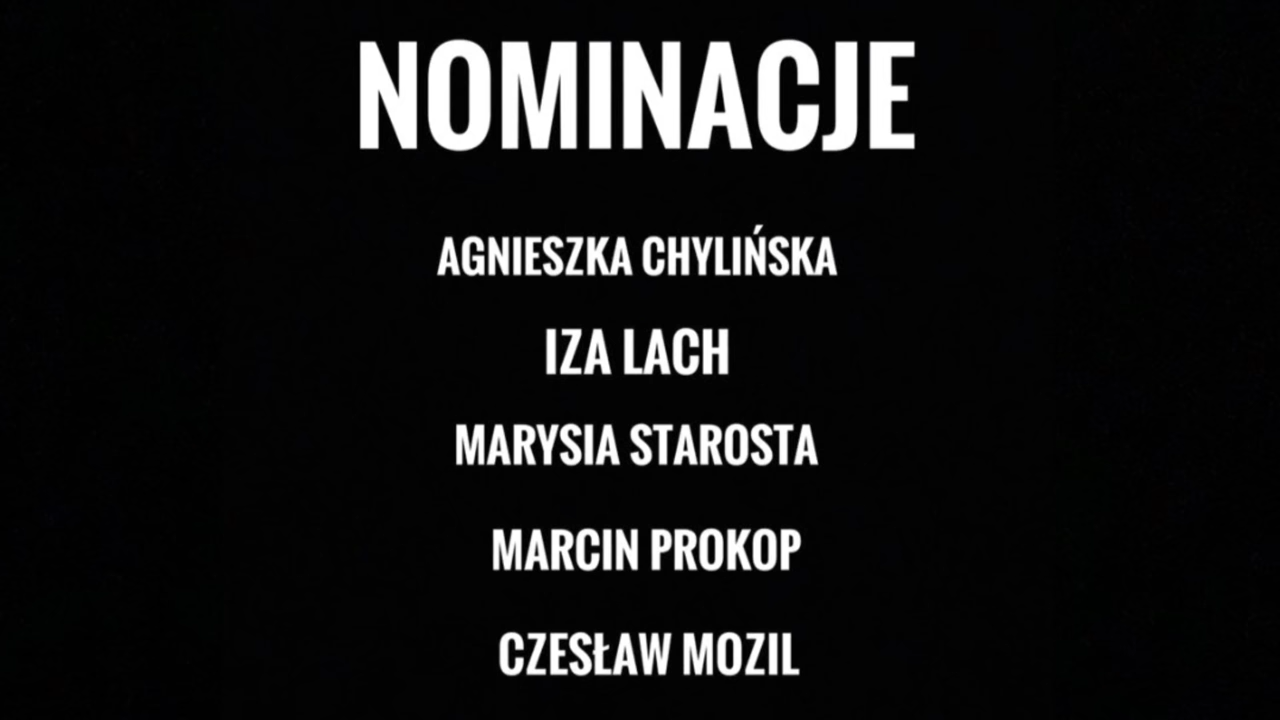 NOMINACJE
AGNIESZKA CHYLIŃSKA
IZA LACH
MARYSIA STAROSTA
MARCIN PROKOP
CZESŁAW MOZIL